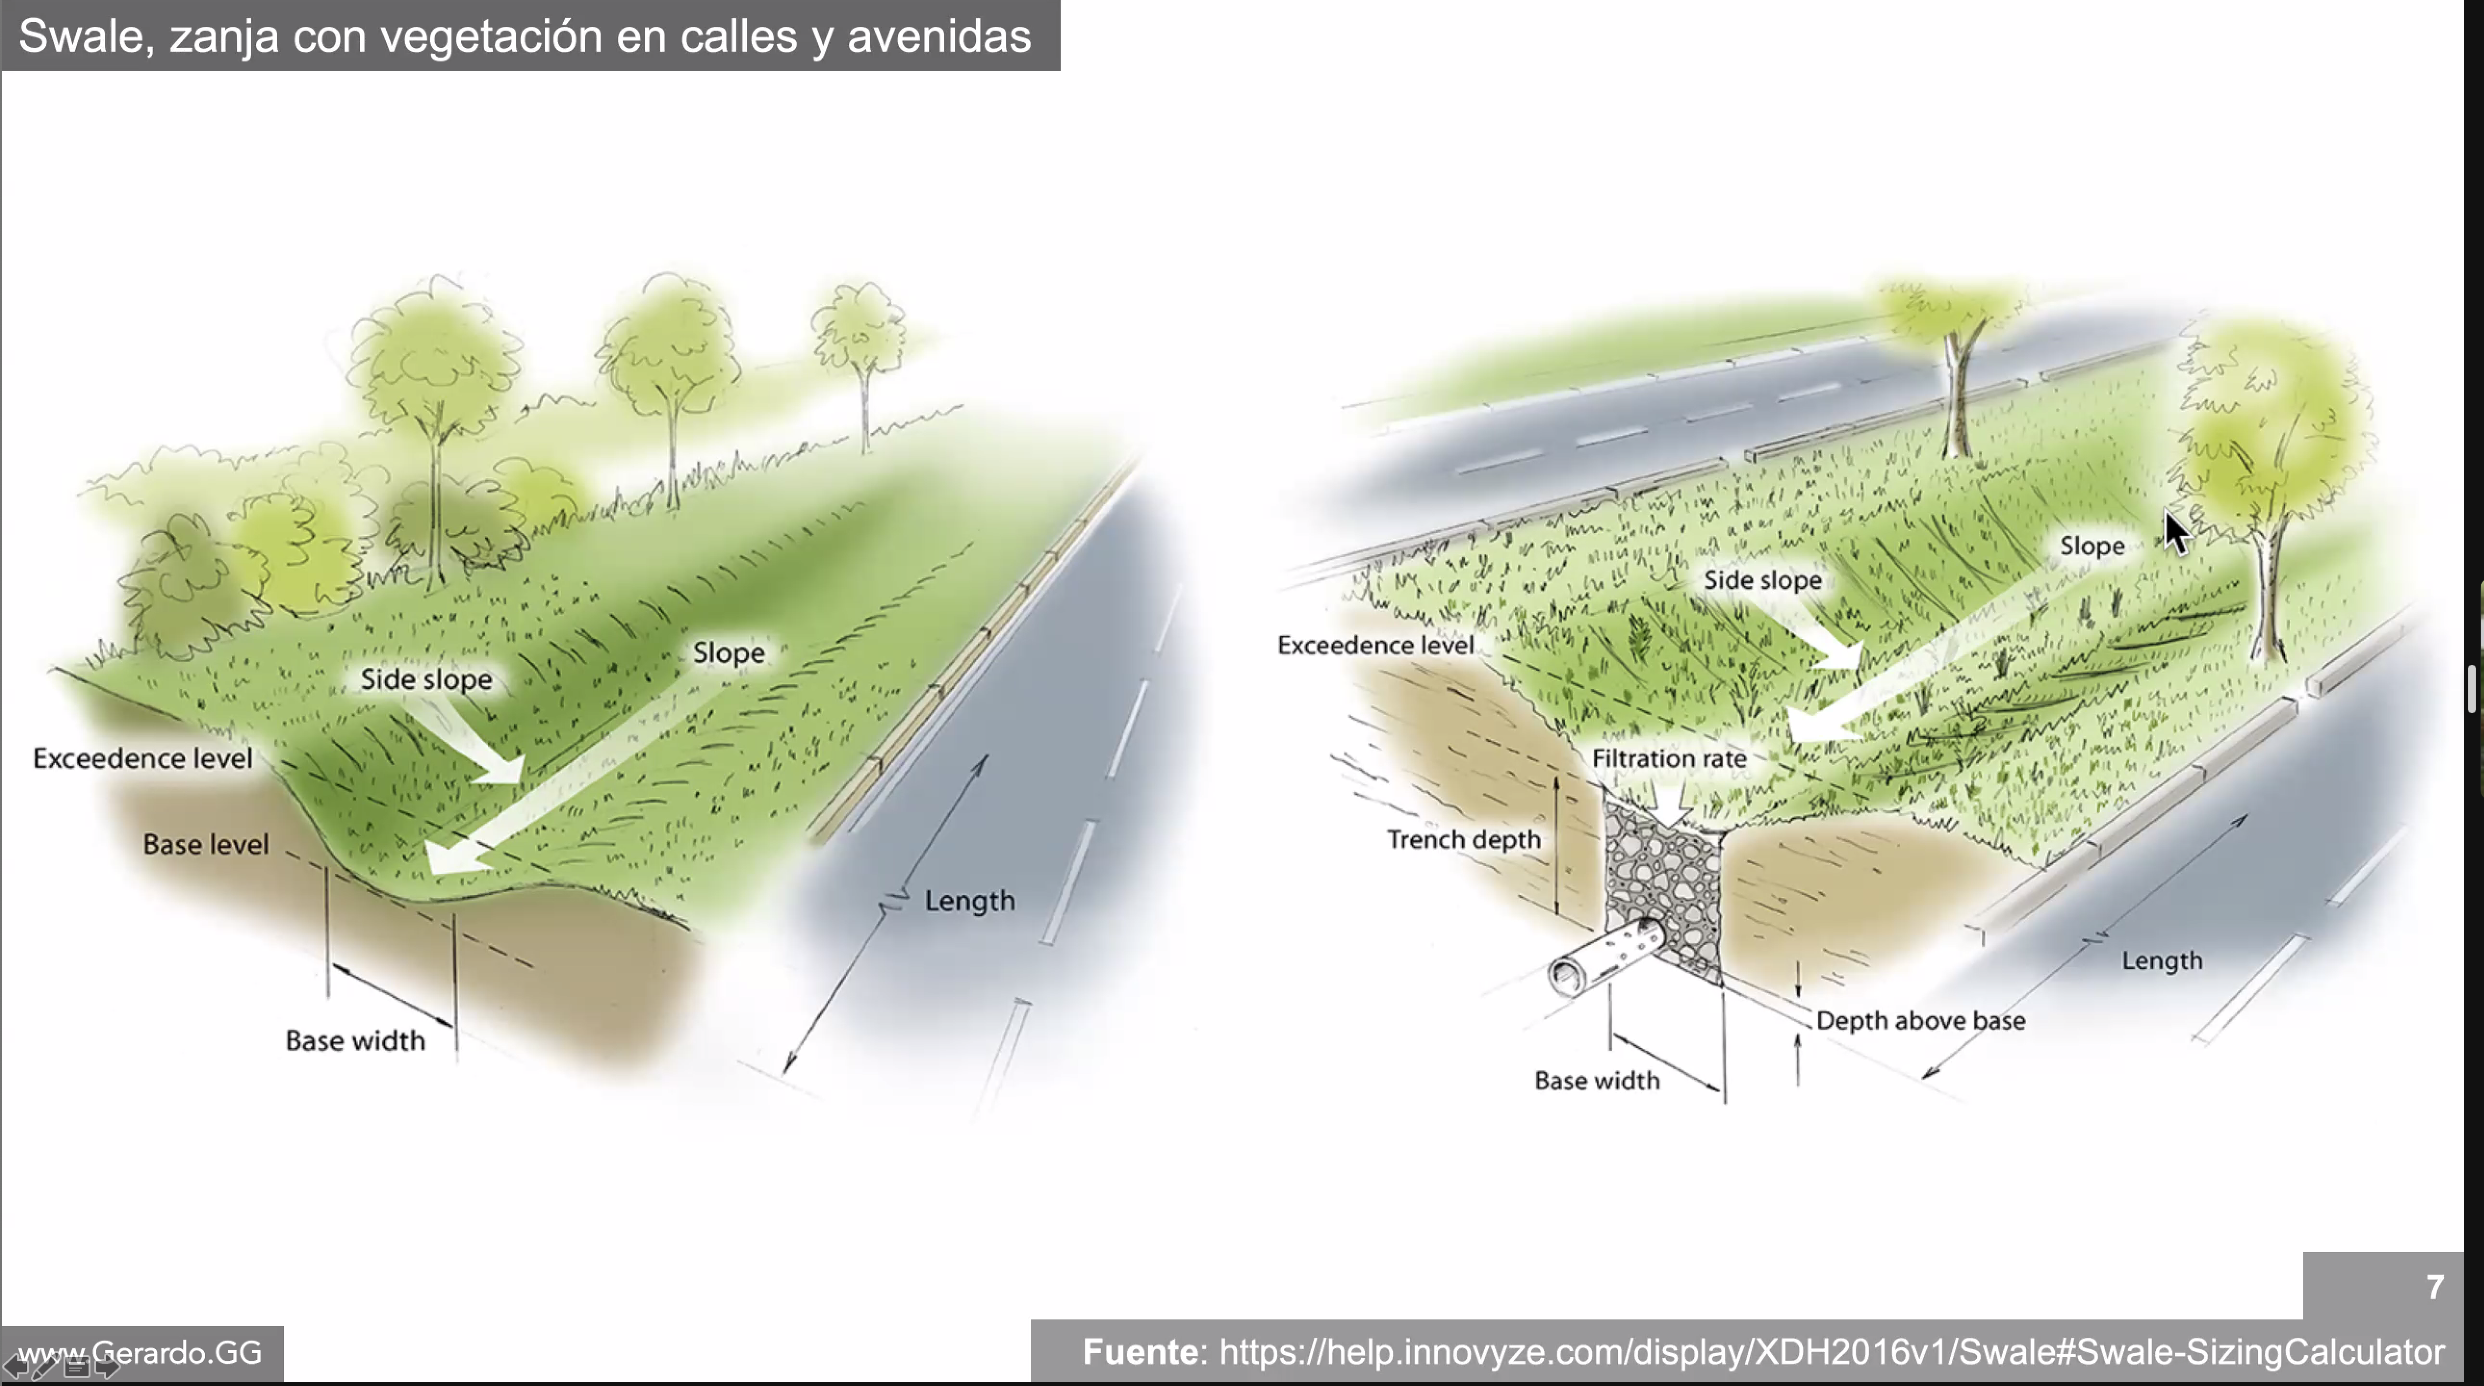 Swale, zanja con vegetación en calles y avenidas
Slope
Side slope
Exceedence level
Base level
Length
Base width
Slope
Side slope
Exceedence level
Filtration rate
Trench depth
Length
Depth above base
Base width
7
www.Gerardo.GG
Fuente: https://help.innovyze.com/display/XDH2016v1/Swale#Swale-SizingCalculator